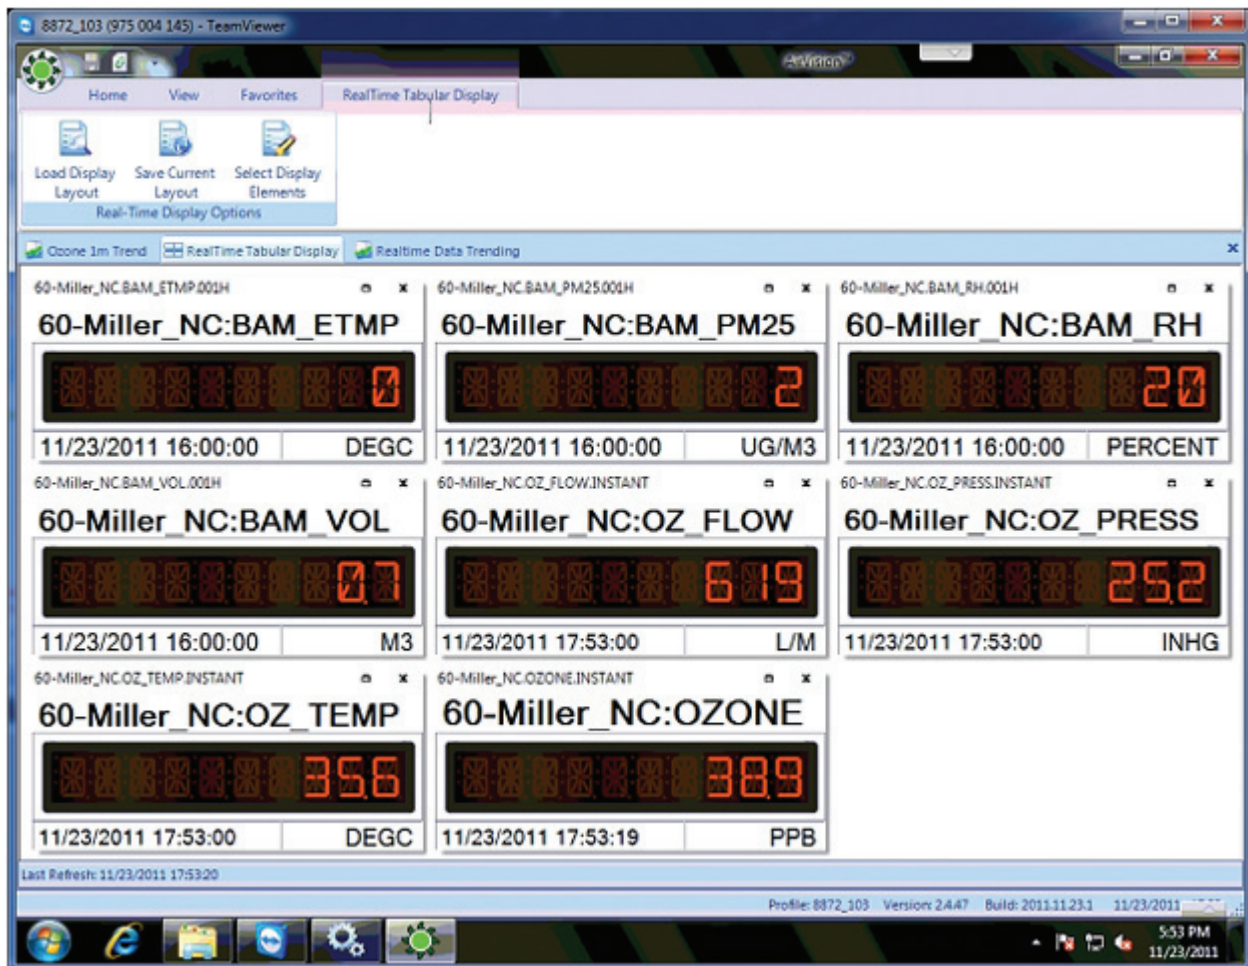 8872_103 (975 004 145) - TeamViewer
AirVision™
Home View Favorites RealTime Tabular Display
Load Display Layout
Save Current Layout
Select Display Elements
Real-Time Display Options
Ozone 1m Trend RealTime Tabular Display Realtime Data Trending
60-Miller_NC.BAM_ETMP.001H
60-Miller_NC:BAM_ETMP
0
11/23/2011 16:00:00 DEGC
60-Miller_NC.BAM_PM25.001H
60-Miller_NC:BAM_PM25
2
11/23/2011 16:00:00 UG/M3
60-Miller_NC.BAM_RH.001H
60-Miller_NC:BAM_RH
20
11/23/2011 16:00:00 PERCENT
60-Miller_NC.BAM_VOL.001H
60-Miller_NC:BAM_VOL
0.7
11/23/2011 16:00:00 M3
60-Miller_NC.OZ_FLOW.INSTANT
60-Miller_NC:OZ_FLOW
619
11/23/2011 17:53:00 L/M
60-Miller_NC.OZ_PRESS.INSTANT
60-Miller_NC:OZ_PRESS
25.2
11/23/2011 17:53:00 INHG
60-Miller_NC.OZ_TEMP.INSTANT
60-Miller_NC:OZ_TEMP
35.6
11/23/2011 17:53:00 DEGC
60-Miller_NC.OZONE.INSTANT
60-Miller_NC:OZONE
38.9
11/23/2011 17:53:19 PPB
Last Refresh: 11/23/2011 17:53:20
Profile: 8872_103 Version: 2.4.47 Build: 2011.11.23.1 11/23/2011
5:53 PM
11/23/2011